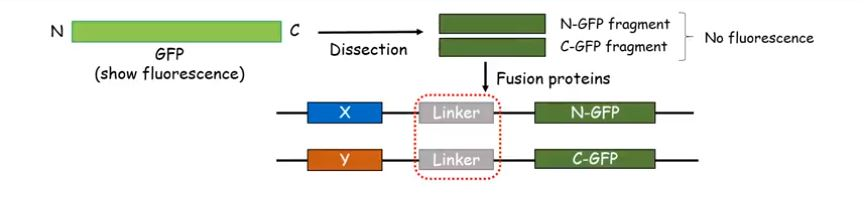 N
C
GFP
(show fluorescence)
Dissection
N-GFP fragment
C-GFP fragment
No fluorescence
Fusion proteins
X
Linker
N-GFP
Y
Linker
C-GFP